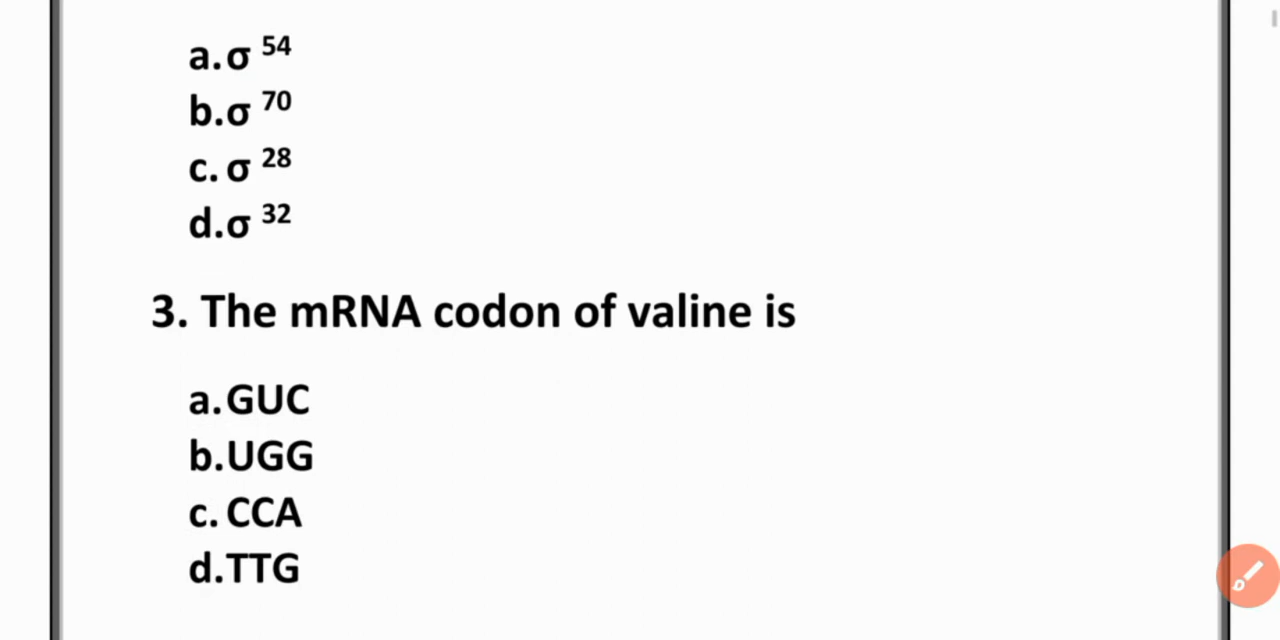 a. σ 54
b. σ 70
c. σ 28
d. σ 32
3. The mRNA codon of valine is
a. GUC
b. UGG
c. CCA
d. TTG